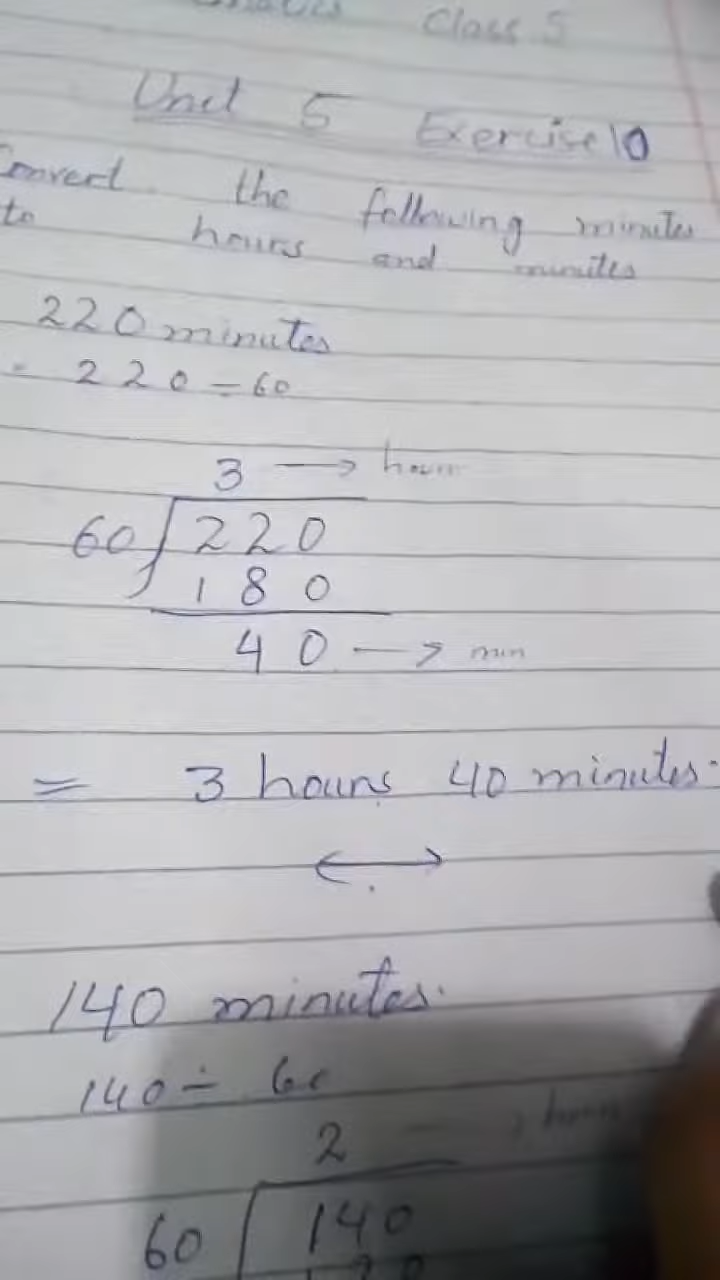 Class 5
Unit 5 Exercise 10
Convert the following minutes
to hours and minutes
220 minutes
= 220 ÷ 60
3 → hours
60 220
180
40 → min
= 3 hours 40 minutes.
140 minutes.
140 ÷ 60
2
60 140
120